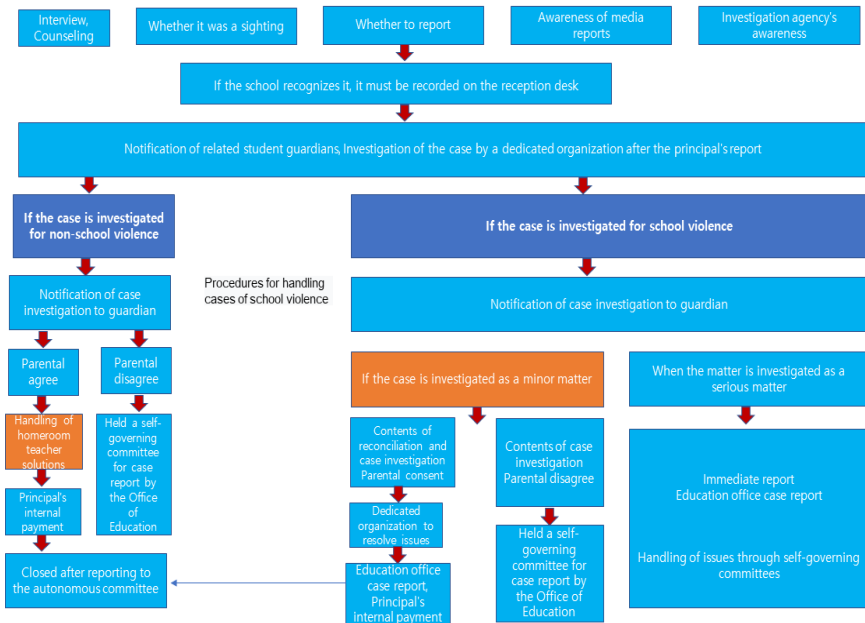 Interview,
Counseling
Whether it was a sighting
Whether to report
Awareness of media
reports
Investigation agency's
awareness
If the school recognizes it, it must be recorded on the reception desk
Notification of related student guardians, Investigation of the case by a dedicated organization after the principal's report
If the case is investigated
for non-school violence
If the case is investigated for school violence
Notification of case
investigation to guardian
Procedures for handling
cases of school violence
Notification of case investigation to guardian
Parental
agree
Parental
disagree
If the case is investigated as a minor matter
When the matter is investigated as a
serious matter
Handling of
homeroom
teacher
solutions
Held a self-
governing
committee
for case
report by
the Office
of
Education
Contents of
reconciliation and
case investigation
Parental consent
Contents of case
investigation
Parental disagree
Immediate report
Education office case report
Handling of issues through self-governing
committees
Principal's
internal
payment
Dedicated
organization to
resolve issues
Held a self-
governing
committee for
case report by
the Office of
Education
Closed after reporting to
the autonomous committee
Education office
case report,
Principal's
internal payment